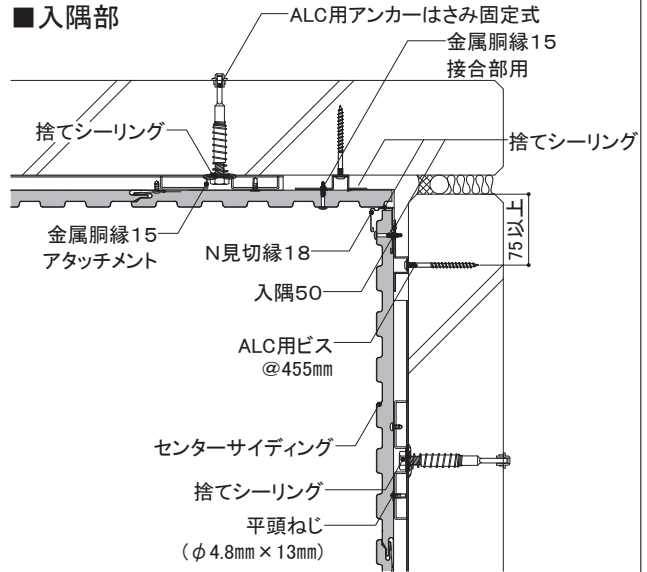 ■入隅部
ALC用アンカーはさみ固定式
金属胴縁15
接合部用
捨てシーリング
捨てシーリング
金属胴縁15
アタッチメント
N見切縁18
入隅50
75以上
ALC用ビス
@455mm
センターサイディング
捨てシーリング
平頭ねじ
(φ4.8mm×13mm)